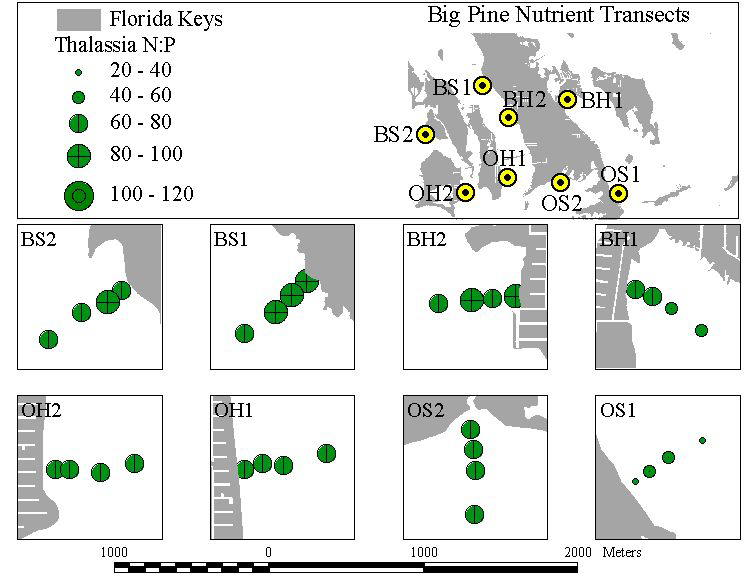 Florida Keys
Big Pine Nutrient Transects
Thalassia N:P
20 - 40
40 - 60
60 - 80
80 - 100
100 - 120
BS1
BH2
BH1
BS2
OH1
OS1
OH2
OS2
BS2
BS1
BH2
BH1
OH2
OH1
OS2
OS1
1000 0 1000 2000 Meters